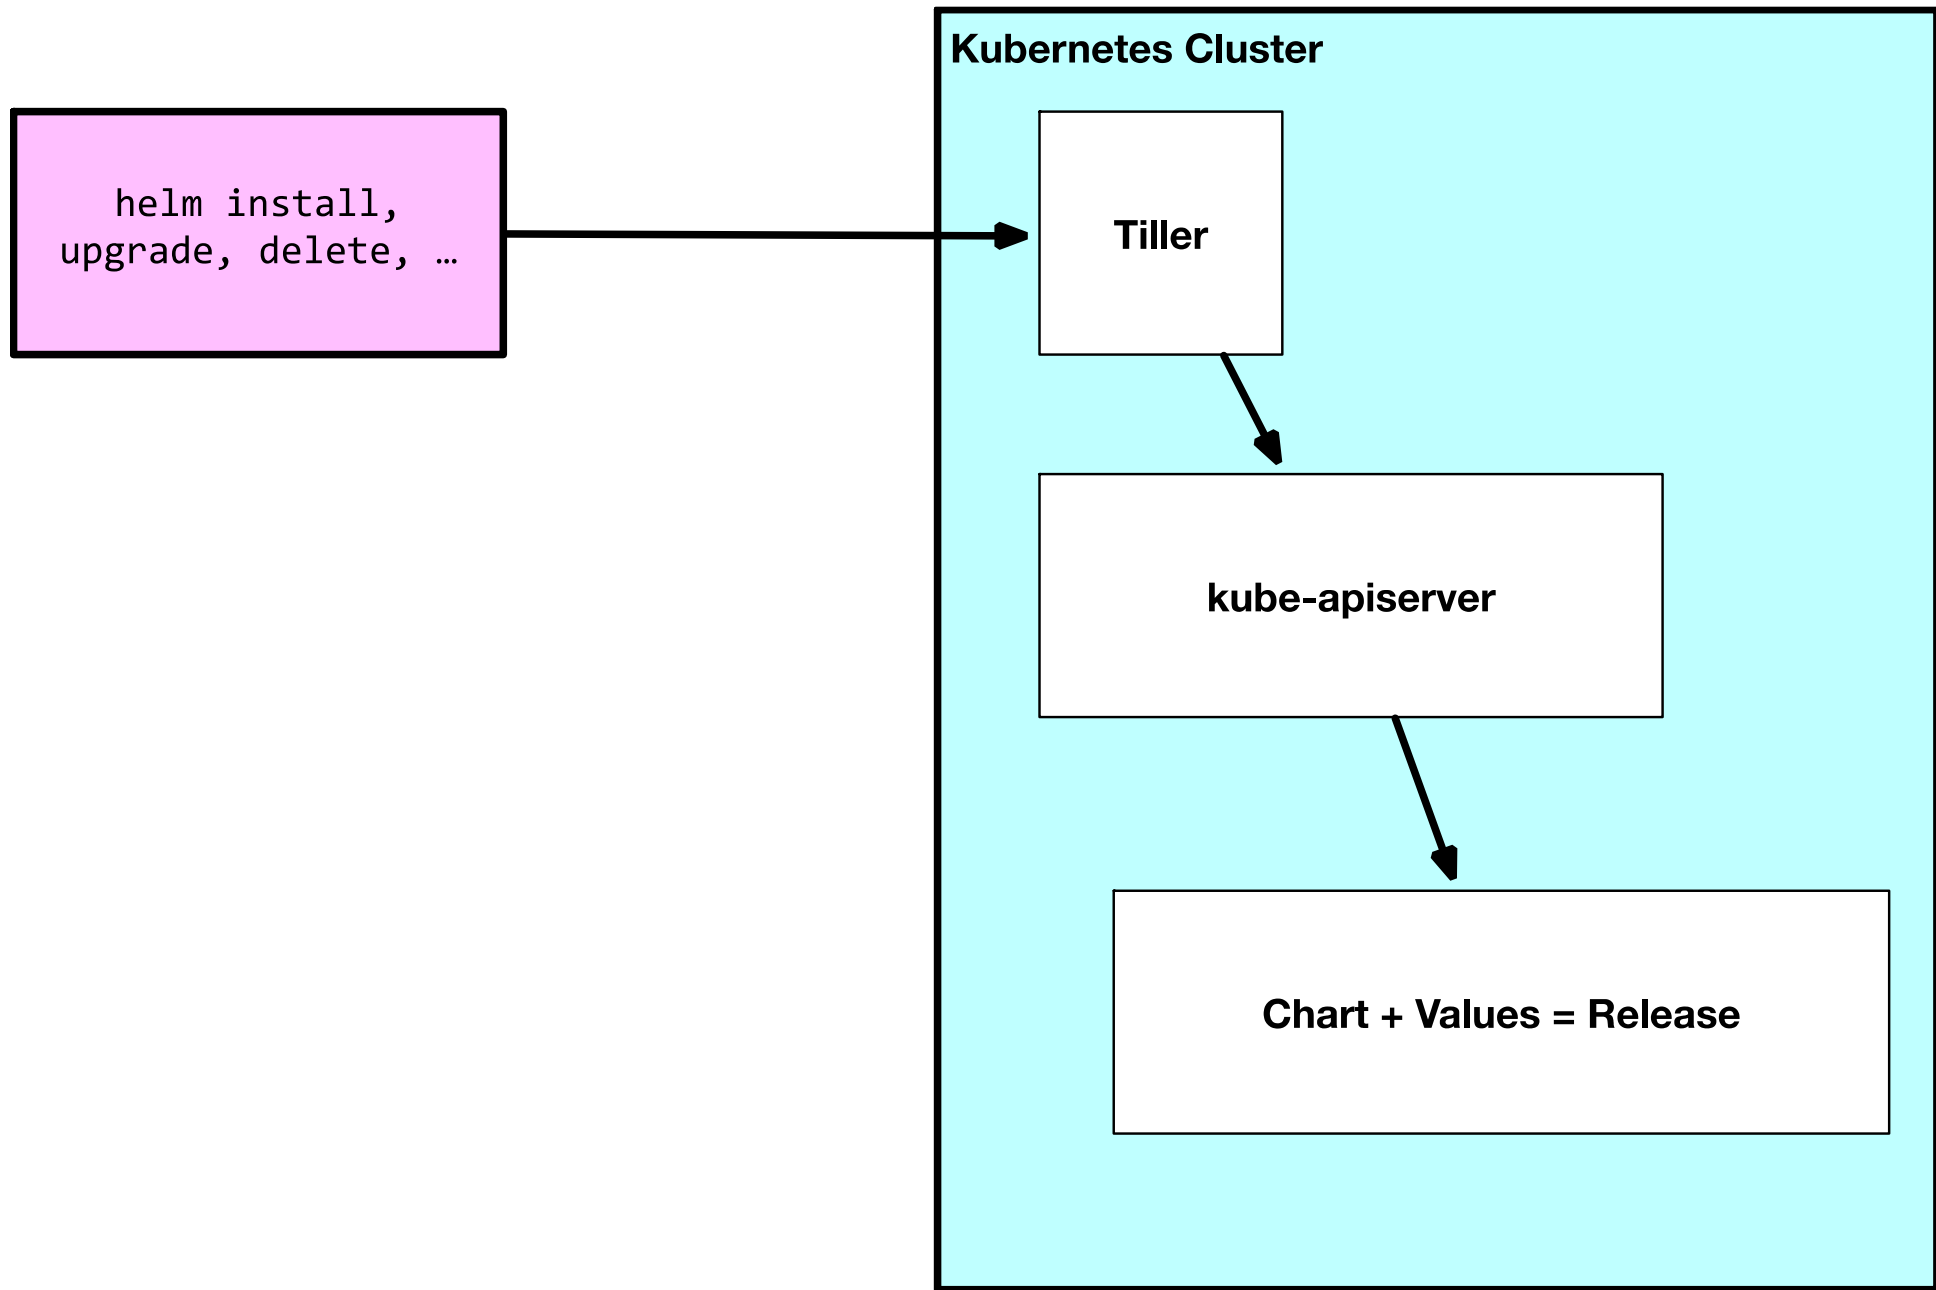 Kubernetes Cluster
helm install,
upgrade, delete, …
Tiller
kube-apiserver
Chart + Values = Release